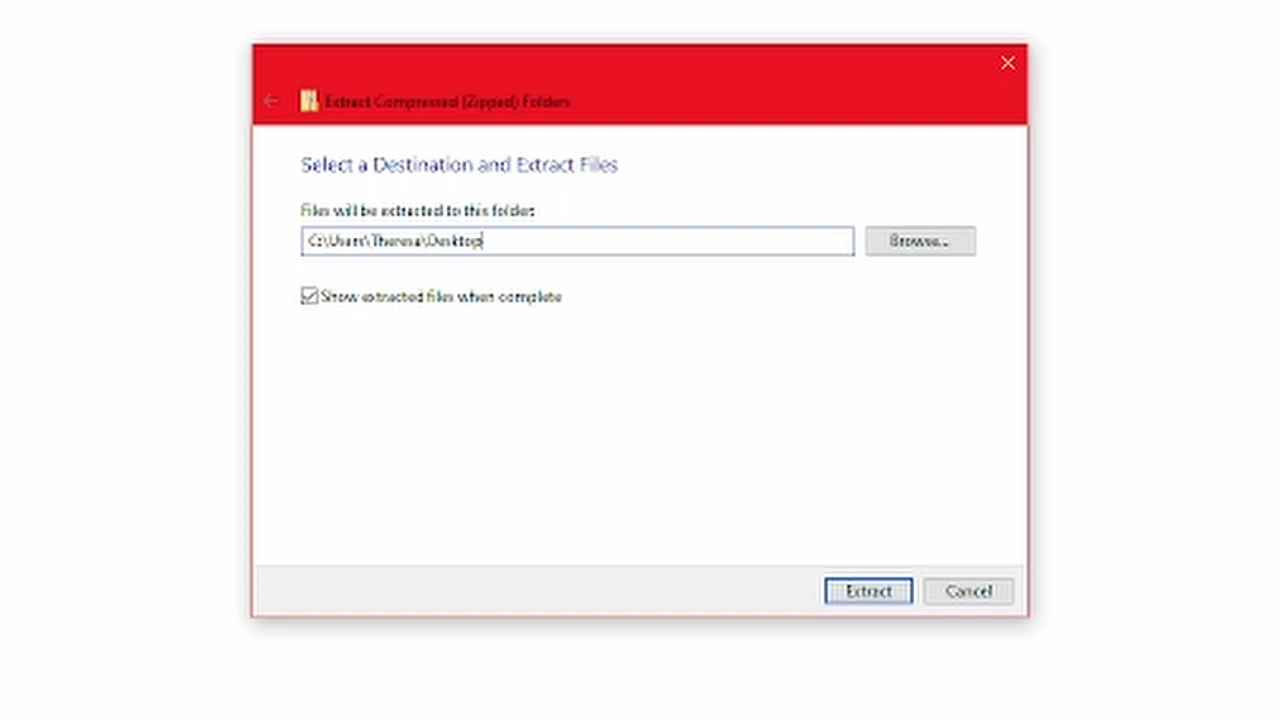 Extract Compressed (Zipped) Folders
Select a Destination and Extract Files
Files will be extracted to this folder:
C:\Users\Theresa\Desktop
Browse...
Show extracted files when complete
Extract
Cancel